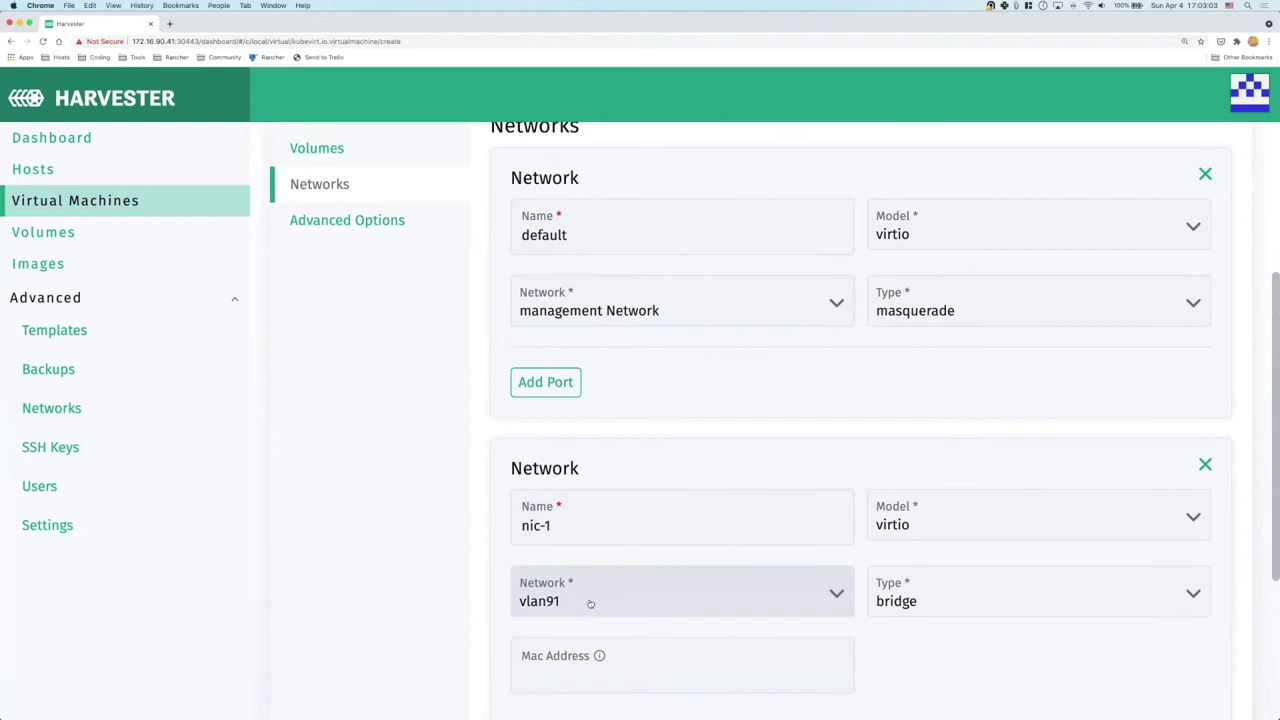 Chrome File Edit View History Bookmarks People Tab Window Help
100% Sun Apr 4 17:03:03
Harvester
Not Secure 172.16.90.41:30443/dashboard/#/c/local/virtual/kubevirt.io.virtualmachine/create
Apps Hosts Coding Tools Rancher Community Rancher Send to Trello Other Bookmarks
HARVESTER
Dashboard
Hosts
Virtual Machines
Volumes
Images
Advanced
Templates
Backups
Networks
SSH Keys
Users
Settings
Volumes
Networks
Advanced Options
Networks
Network
Name *
default
Model *
virtio
Network *
management Network
Type *
masquerade
Add Port
Network
Name *
nic-1
Model *
virtio
Network *
vlan91
Type *
bridge
Mac Address